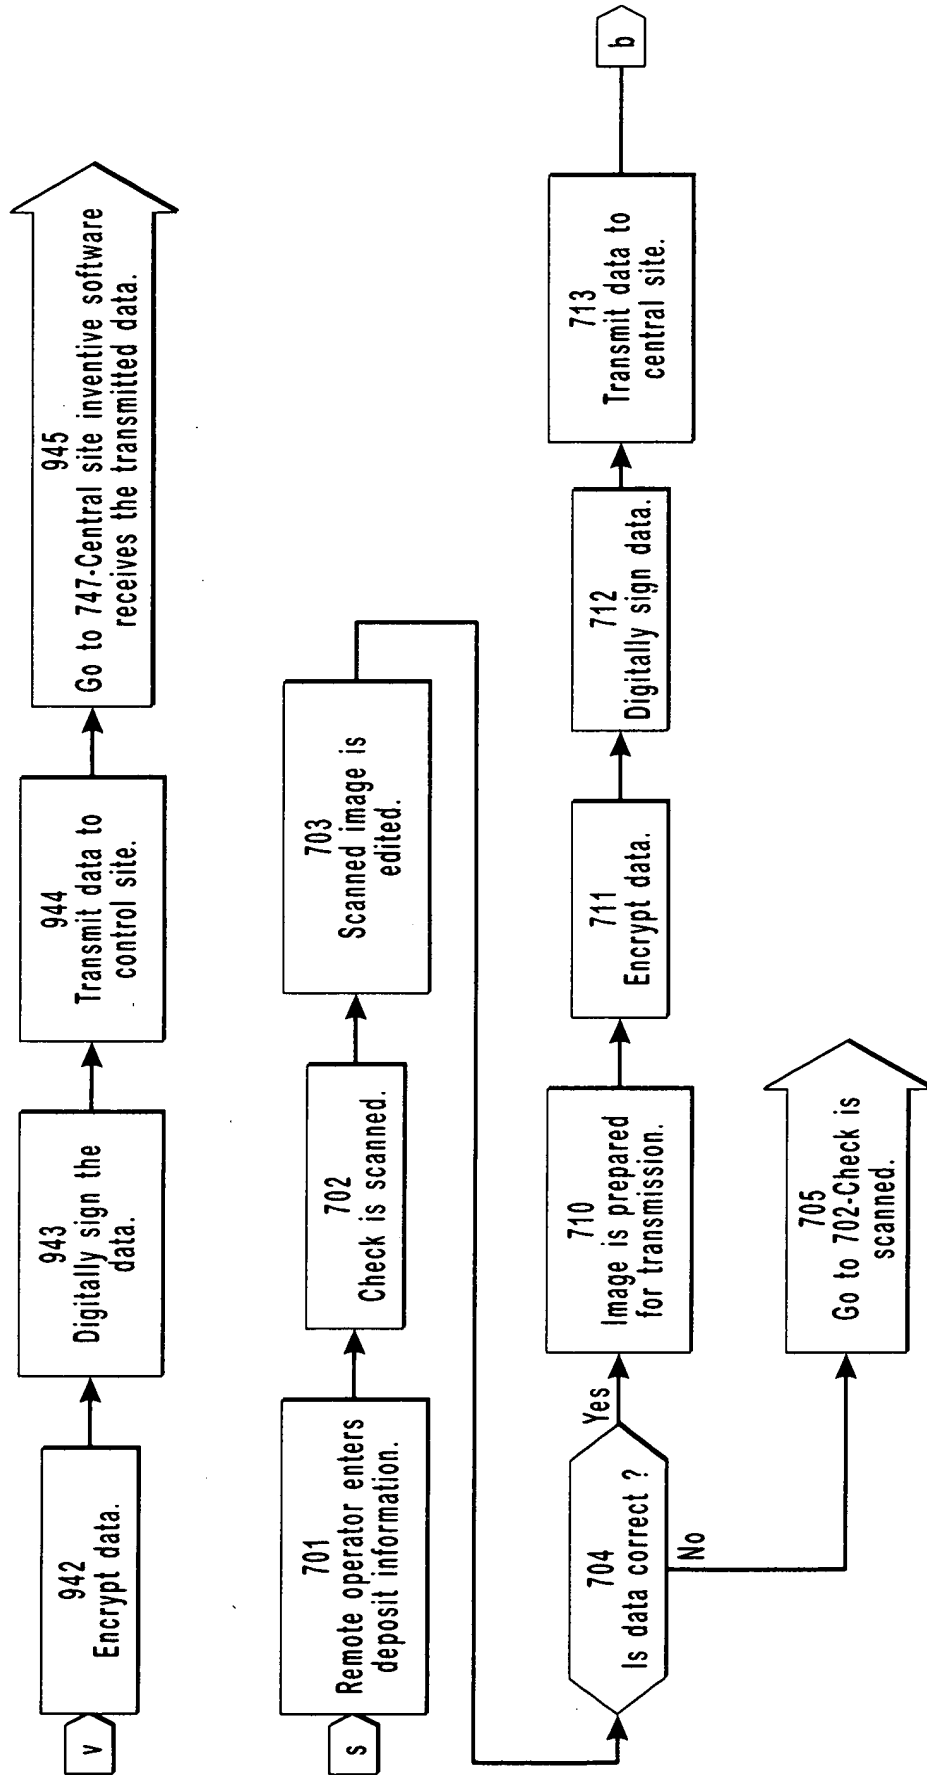 v
942
Encrypt data.
943
Digitally sign the
data.
944
Transmit data to
control site.
945
Go to 747-Central site inventive software
receives the transmitted data.
s
701
Remote operator enters
deposit information.
702
Check is scanned.
703
Scanned image is
edited.
704
Is data correct ?
Yes
No
710
Image is prepared
for transmission.
711
Encrypt data.
712
Digitally sign data.
713
Transmit data to
central site.
b
705
Go to 702-Check is
scanned.